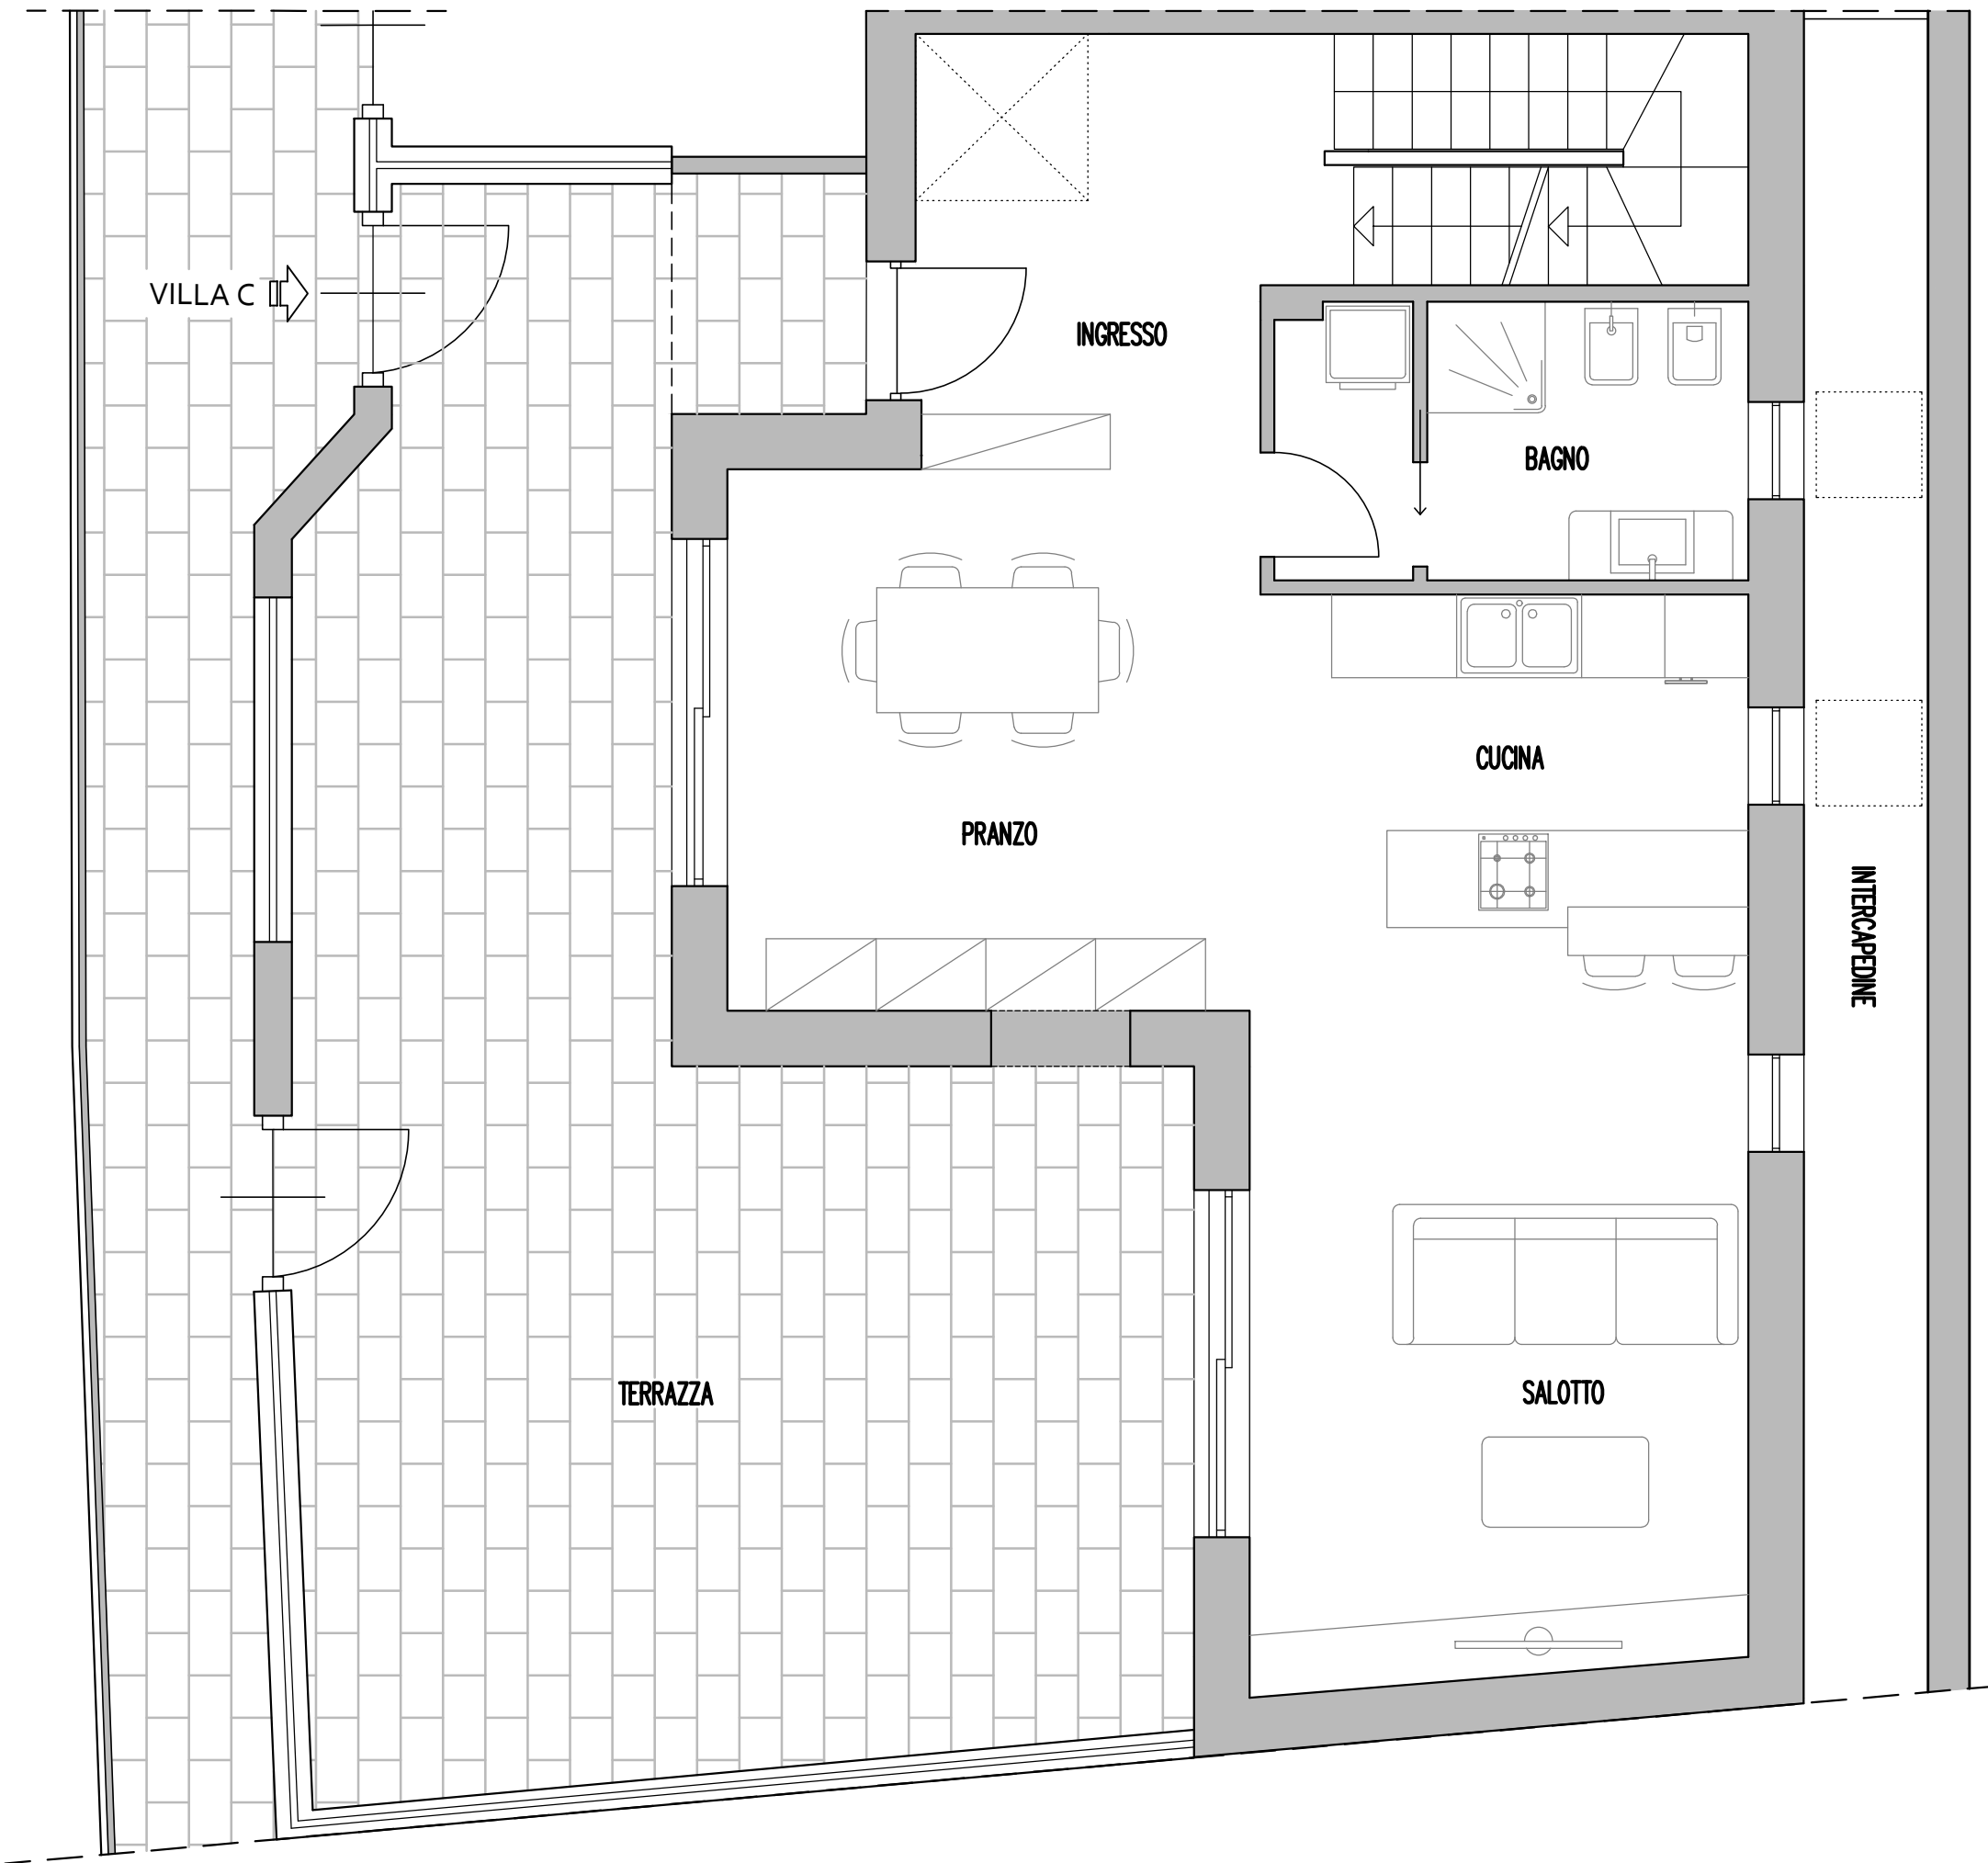 VILLA C
INGRESSO
BAGNO
CUCINA
PRANZO
INTERCAPEDINE
TERRAZZA
SALOTTO